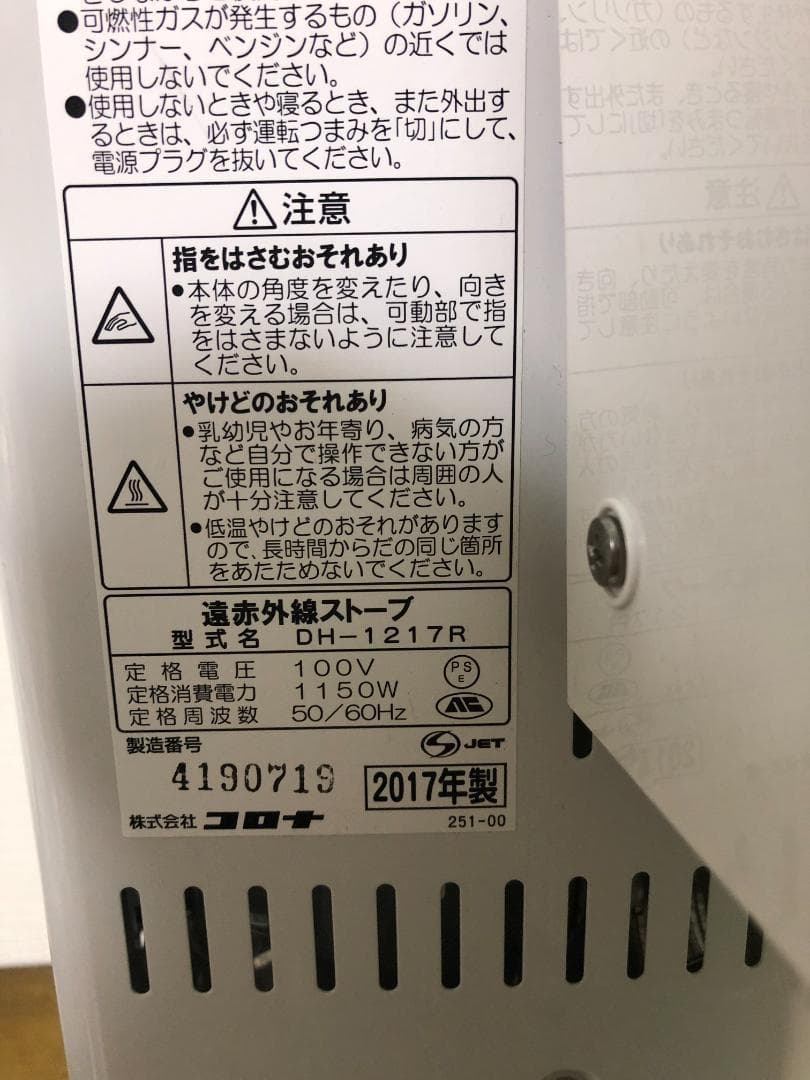 ●可燃性ガスが発生するもの（ガソリン、
シンナー、ベンジンなど）の近くでは
使用しないでください。
●使用しないときや寝るとき、また外出す
るときは、必ず運転つまみを「切」にして、
電源プラグを抜いてください。
注意
指をはさむおそれあり
●本体の角度を変えたり、向き
を変える場合は、可動部で指
をはさまないように注意して
ください。
やけどのおそれあり
●乳幼児やお年寄り、病気の方
など自分で操作できない方が
ご使用になる場合は周囲の人
が十分注意してください。
●低温やけどのおそれがあります
ので、長時間からだの同じ箇所
をあたためないでください。
遠赤外線ストーブ
型式名 DH-1217R
定格電圧 100V
定格消費電力 1150W
定格周波数 50/60Hz
PSE
製造番号
JET
4190719
2017年製
株式会社 コロナ
251-00